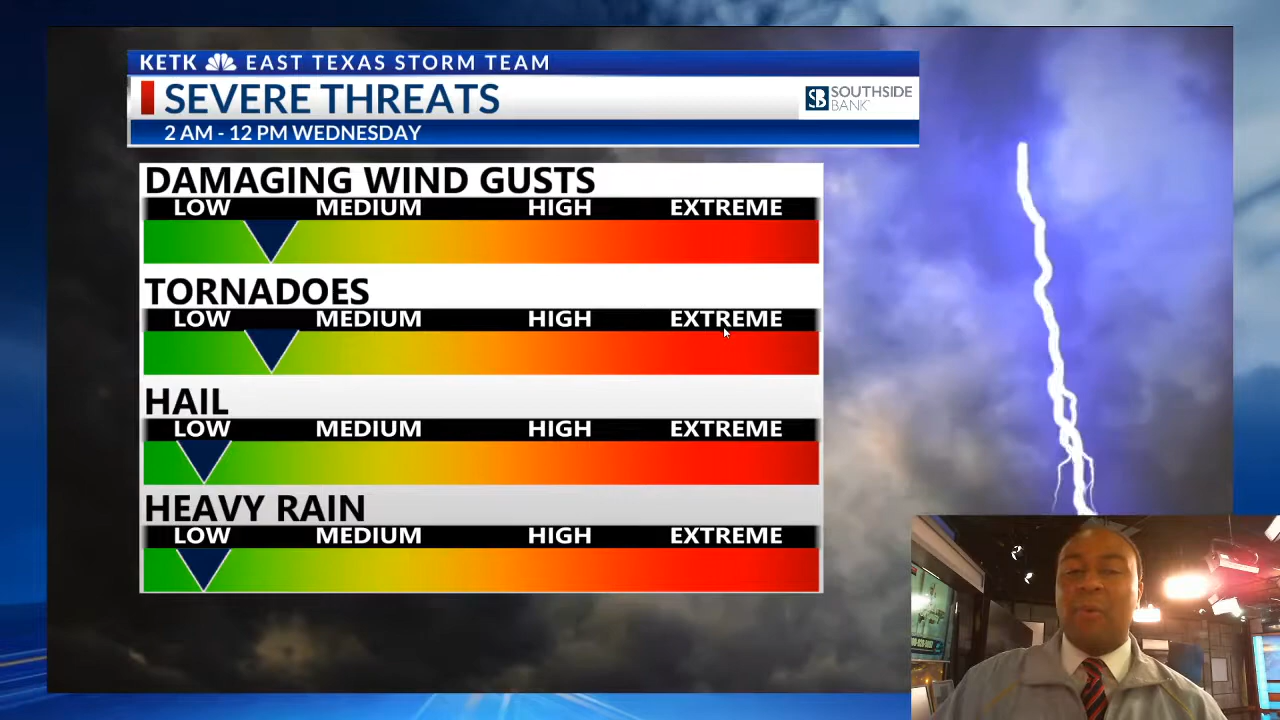 KETK EAST TEXAS STORM TEAM
SEVERE THREATS
SOUTHSIDE
BANK
2 AM - 12 PM WEDNESDAY
DAMAGING WIND GUSTS
LOW MEDIUM HIGH EXTREME
TORNADOES
LOW MEDIUM HIGH EXTREME
HAIL
LOW MEDIUM HIGH EXTREME
HEAVY RAIN
LOW MEDIUM HIGH EXTREME